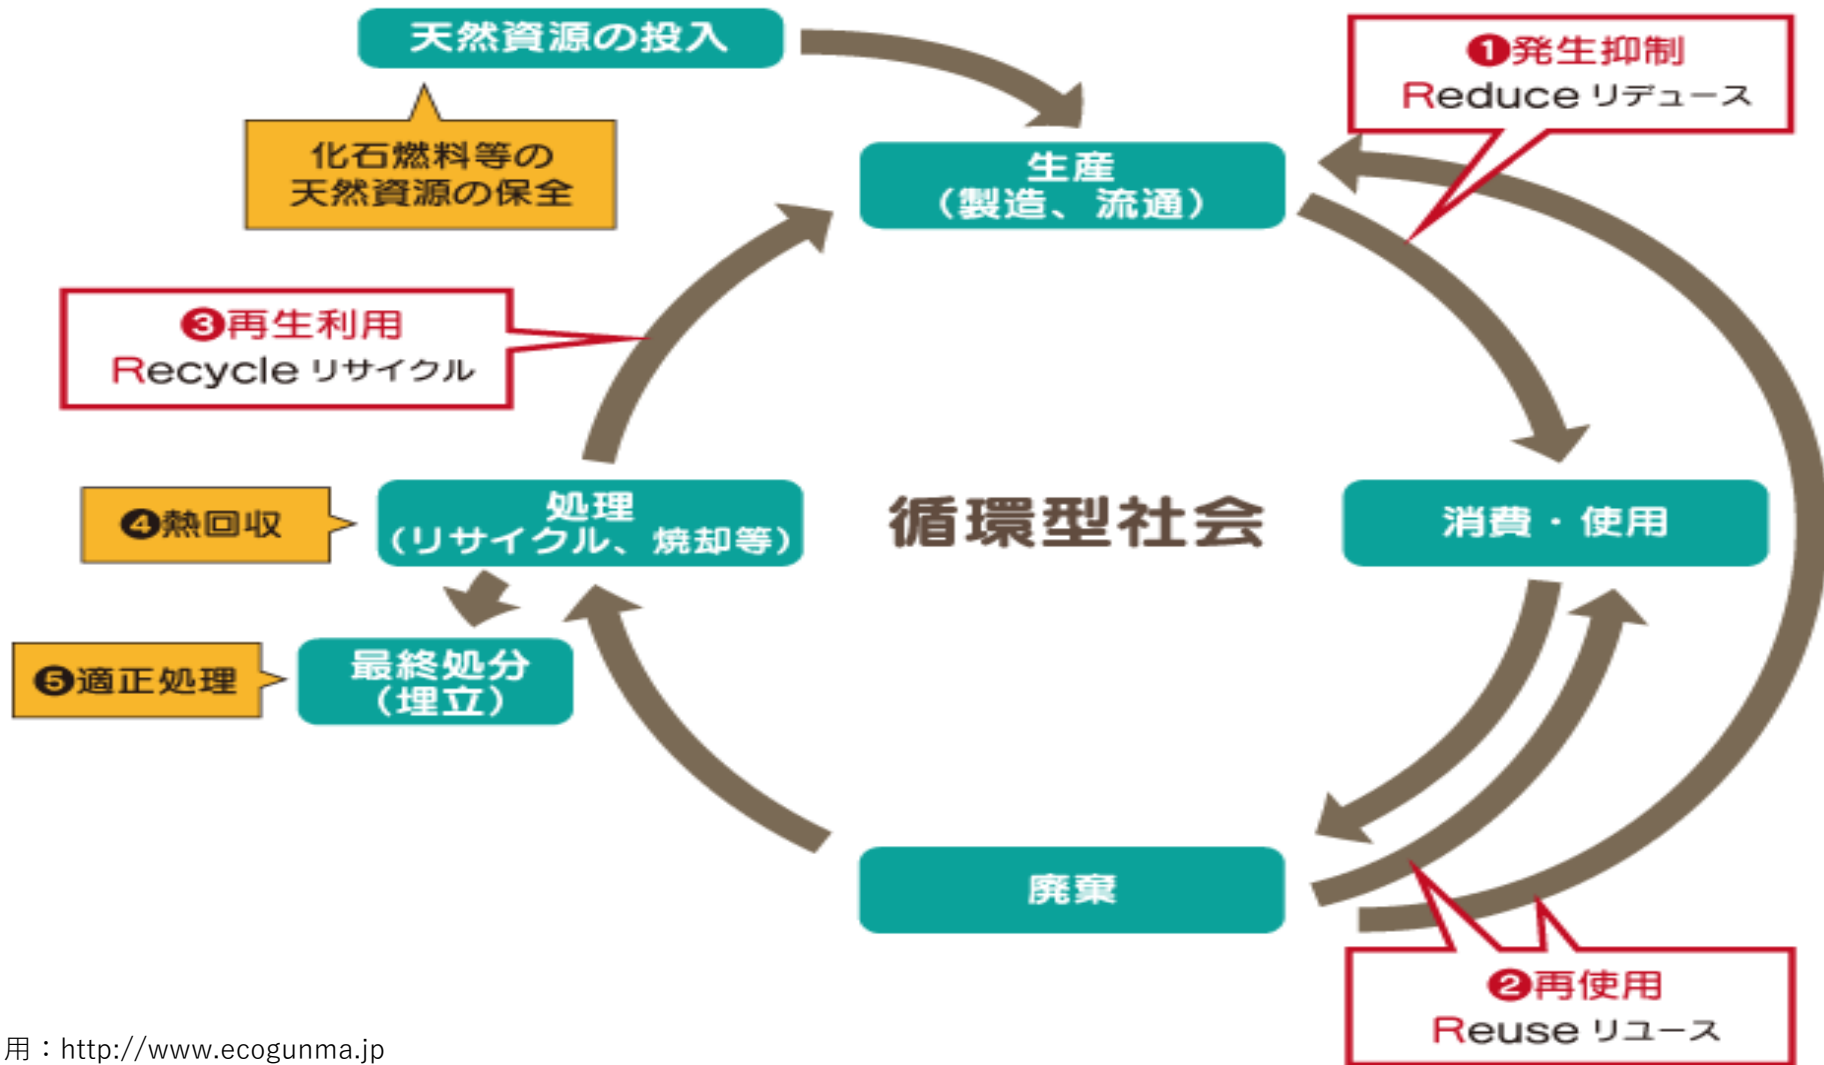 天然資源の投入
❶発生抑制
Reduce リデュース
化石燃料等の
天然資源の保全
生産
（製造、流通）
❸再生利用
Recycle リサイクル
❹熱回収
処理
（リサイクル、焼却等）
循環型社会
消費・使用
❺適正処理
最終処分
（埋立）
廃棄
❷再使用
Reuse リユース
用：http://www.ecogunma.jp